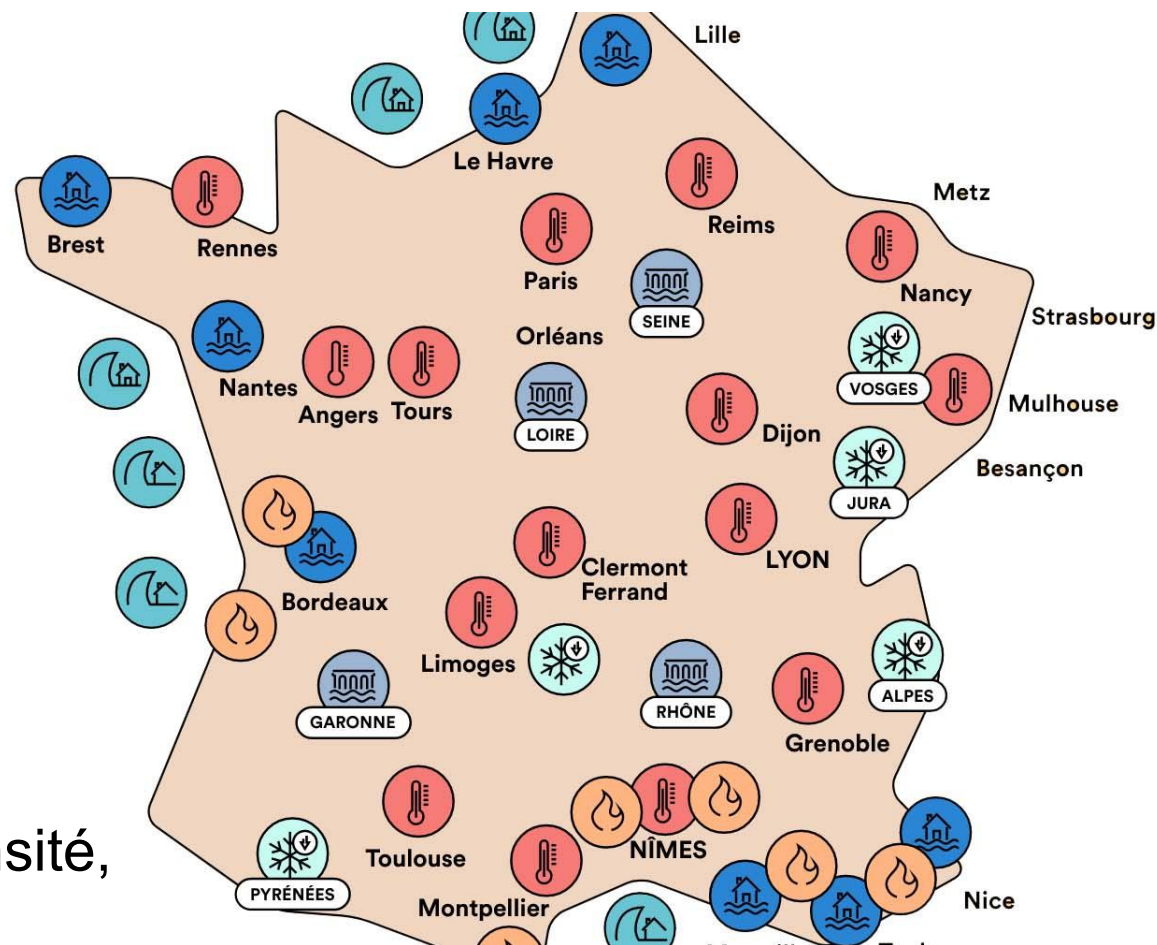 Lille
Le Havre
Metz
Reims
Brest
Rennes
Paris
Nancy
SEINE
Strasbourg
Orléans
Nantes
VOSGES
Angers
Tours
Mulhouse
LOIRE
Dijon
Besançon
JURA
LYON
Clermont
Ferrand
Bordeaux
Limoges
ALPES
RHÔNE
GARONNE
Grenoble
NÎMES
sité,
Toulouse
PYRÉNÉES
Montpellier
Nice